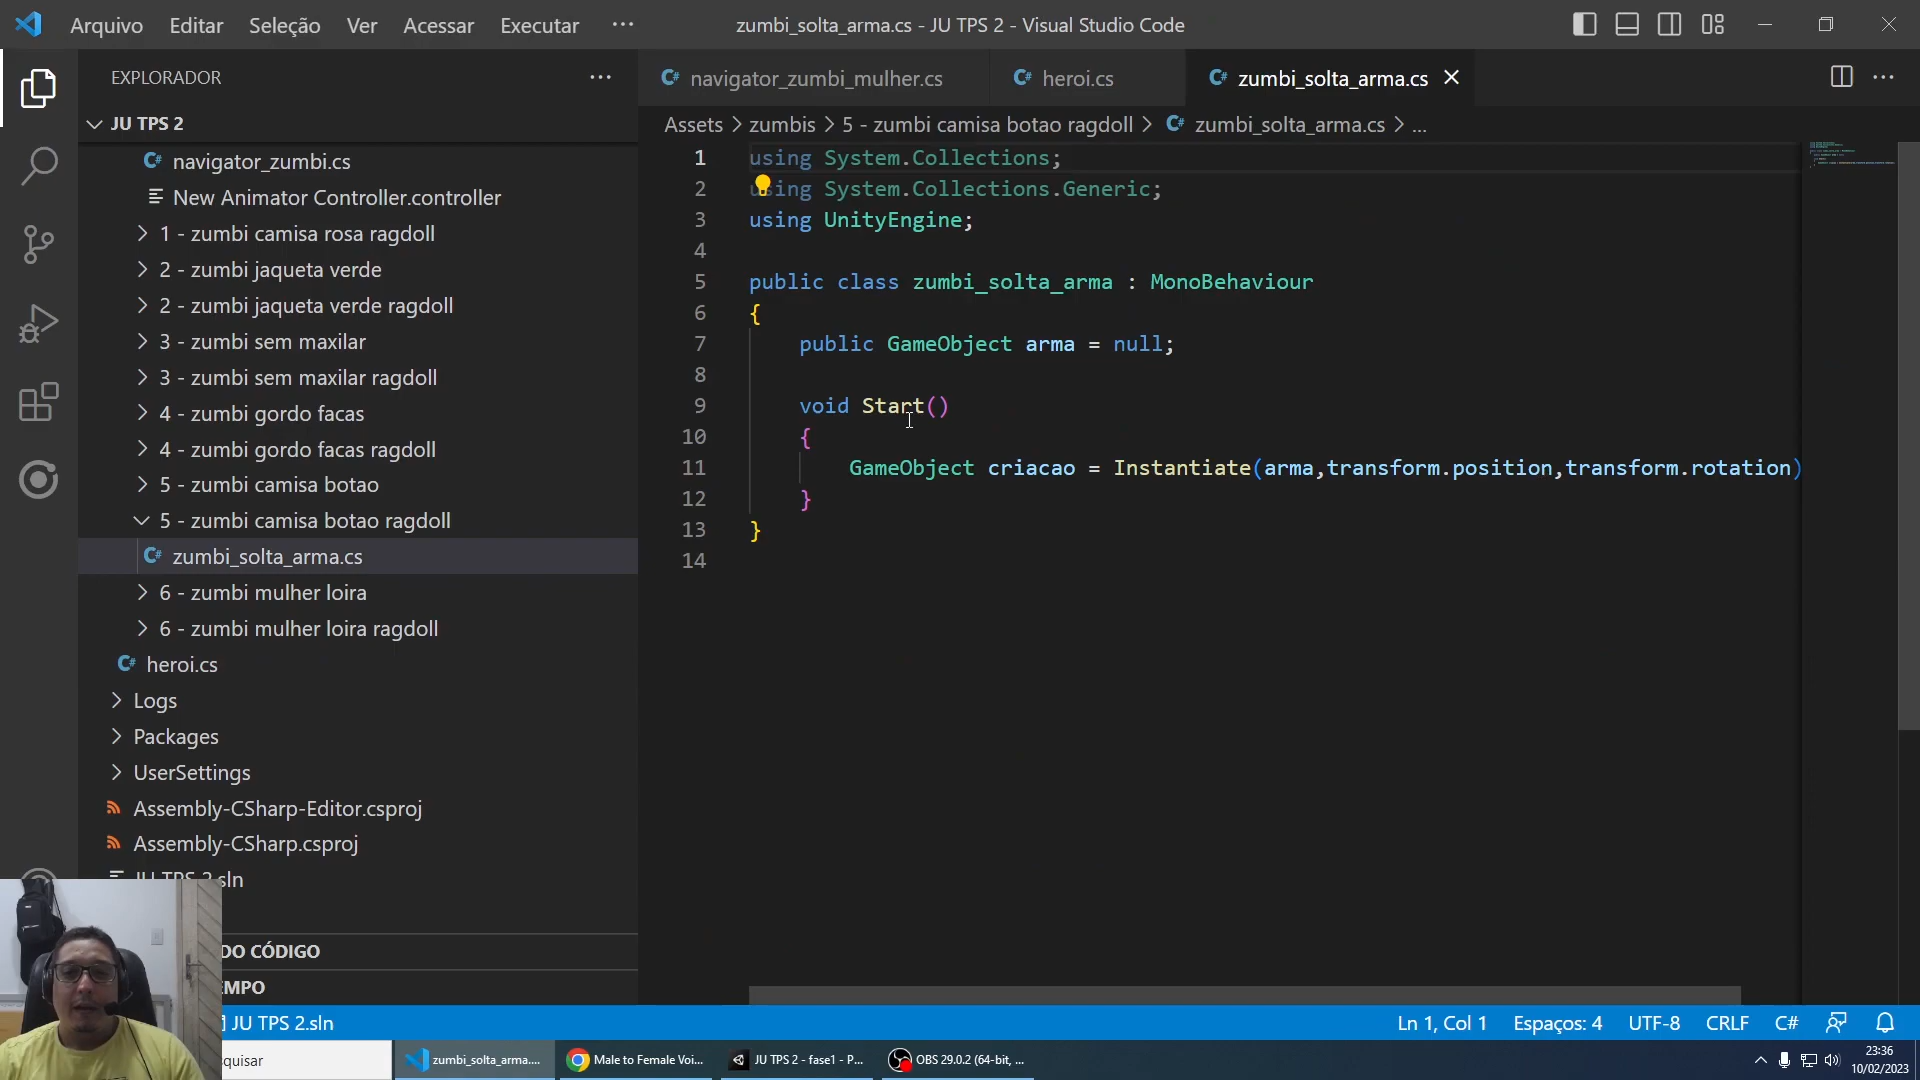 Arquivo Editar Seleção Ver Acessar Executar ···
zumbi_solta_arma.cs - JU TPS 2 - Visual Studio Code
EXPLORADOR
JU TPS 2
navigator_zumbi.cs
New Animator Controller.controller
1 - zumbi camisa rosa ragdoll
2 - zumbi jaqueta verde
2 - zumbi jaqueta verde ragdoll
3 - zumbi sem maxilar
3 - zumbi sem maxilar ragdoll
4 - zumbi gordo facas
4 - zumbi gordo facas ragdoll
5 - zumbi camisa botao
5 - zumbi camisa botao ragdoll
zumbi_solta_arma.cs
6 - zumbi mulher loira
6 - zumbi mulher loira ragdoll
heroi.cs
Logs
Packages
UserSettings
Assembly-CSharp-Editor.csproj
Assembly-CSharp.csproj
JU TPS 2.sln
DO CÓDIGO
EMPO
navigator_zumbi_mulher.cs heroi.cs zumbi_solta_arma.cs
Assets > zumbis > 5 - zumbi camisa botao ragdoll > zumbi_solta_arma.cs > ...
1 using System.Collections;
2 using System.Collections.Generic;
3 using UnityEngine;
4
5 public class zumbi_solta_arma : MonoBehaviour
6 {
7 public GameObject arma = null;
8
9 void Start()
10 {
11 GameObject criacao = Instantiate(arma,transform.position,transform.rotation)
12 }
13 }
14
JU TPS 2.sln
Ln 1, Col 1 Espaços: 4 UTF-8 CRLF C#
quisar zumbi_solta_arma.... Male to Female Voi... JU TPS 2 - fase1 - P... OBS 29.0.2 (64-bit, ...
23:36
10/02/2023